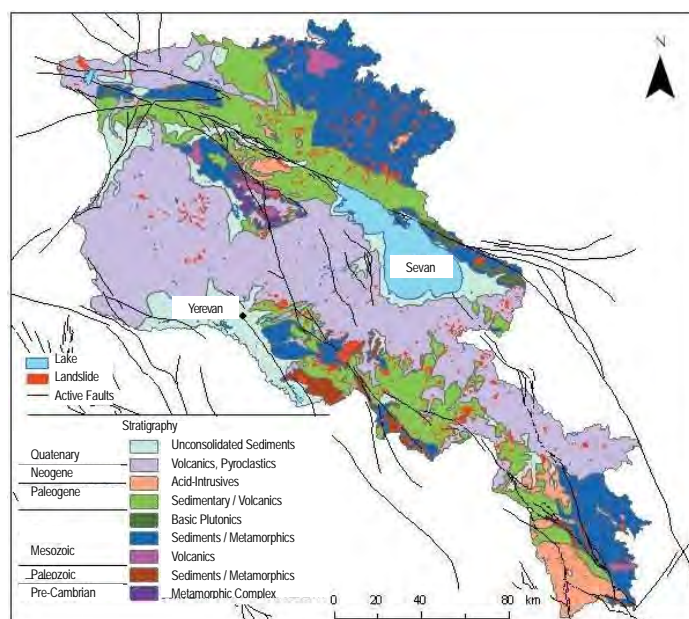 N
Sevan
Yerevan
Lake
Landslide
Active Faults
Stratigraphy
Quatenary
Neogene
Paleogene
Mesozoic
Paleozoic
Pre-Cambrian
Unconsolidated Sediments
Volcanics, Pyroclastics
Acid-Intrusives
Sedimentary / Volcanics
Basic Plutonics
Sediments / Metamorphics
Volcanics
Sediments / Metamorphics
Metamorphic Complex
0 20 40 80 km